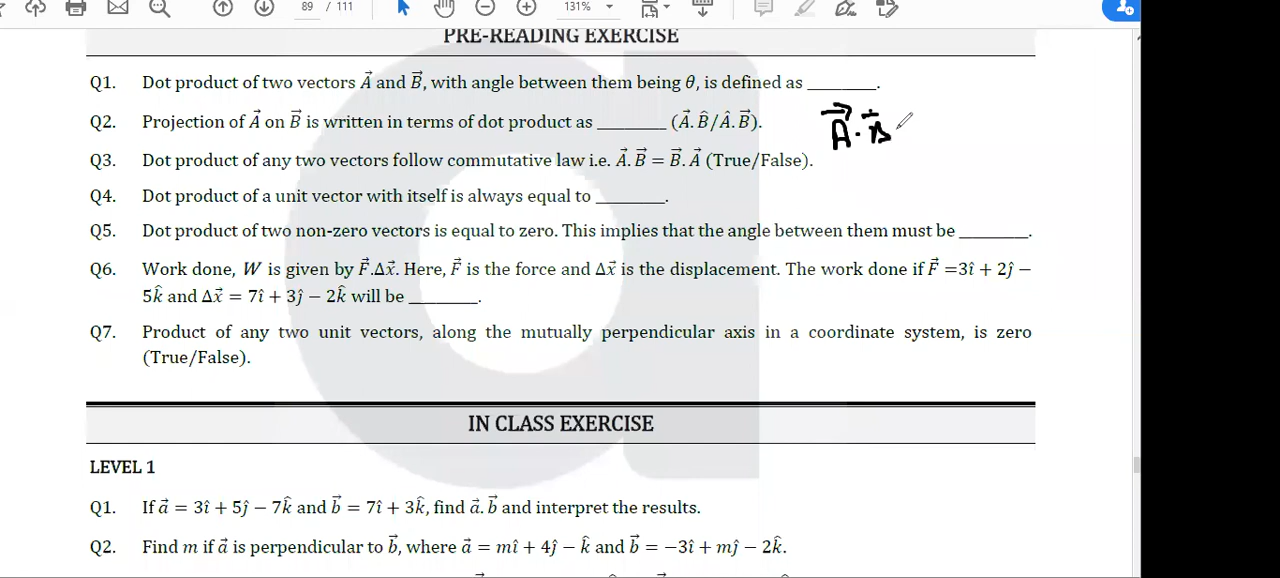 89 / 111
131%
PRE-READING EXERCISE
Q1. Dot product of two vectors A⃗ and B⃗, with angle between them being θ, is defined as ________.
Q2. Projection of A⃗ on B⃗ is written in terms of dot product as ________ (A⃗.B̂/Â.B⃗).
A⃗·B⃗
Q3. Dot product of any two vectors follow commutative law i.e. A⃗.B⃗ = B⃗.A⃗ (True/False).
Q4. Dot product of a unit vector with itself is always equal to ________.
Q5. Dot product of two non-zero vectors is equal to zero. This implies that the angle between them must be ________.
Q6. Work done, W is given by F⃗.Δx⃗. Here, F⃗ is the force and Δx⃗ is the displacement. The work done if F⃗ =3î + 2ĵ −
5k̂ and Δx⃗ = 7î + 3ĵ − 2k̂ will be ________.
Q7. Product of any two unit vectors, along the mutually perpendicular axis in a coordinate system, is zero
(True/False).
IN CLASS EXERCISE
LEVEL 1
Q1. If a⃗ = 3î + 5ĵ − 7k̂ and b⃗ = 7î + 3k̂, find a⃗.b⃗ and interpret the results.
Q2. Find m if a⃗ is perpendicular to b⃗, where a⃗ = mî + 4ĵ − k̂ and b⃗ = −3î + mĵ − 2k̂.